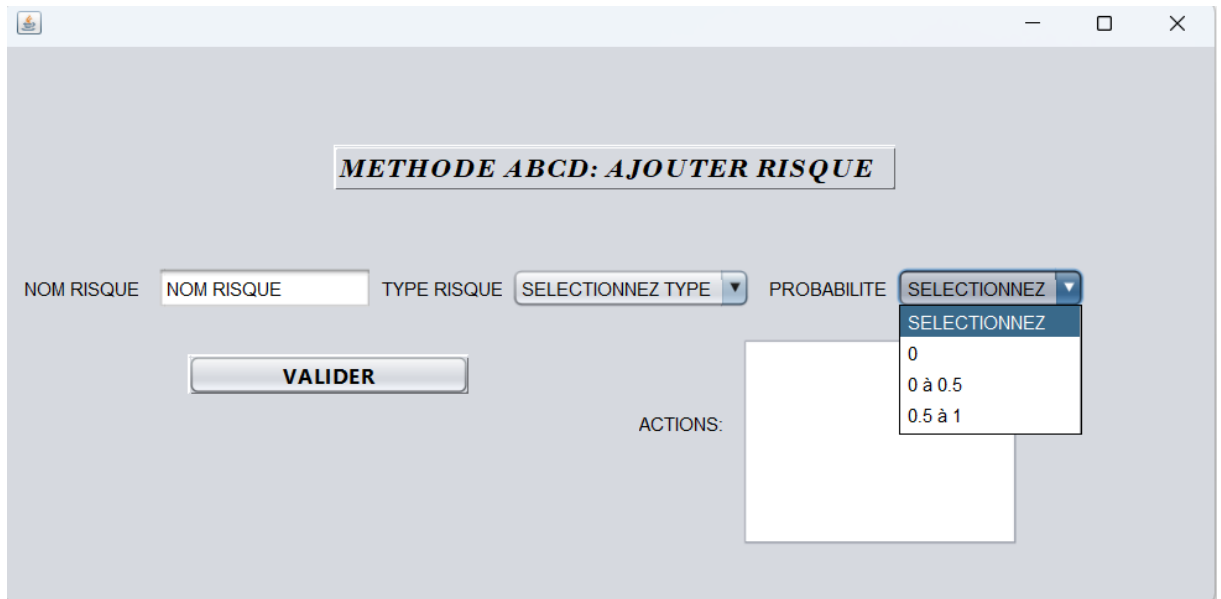 METHODE ABCD: AJOUTER RISQUE
NOM RISQUE NOM RISQUE TYPE RISQUE SELECTIONNEZ TYPE PROBABILITE SELECTIONNEZ
SELECTIONNEZ
0
0 à 0.5
0.5 à 1
VALIDER
ACTIONS: